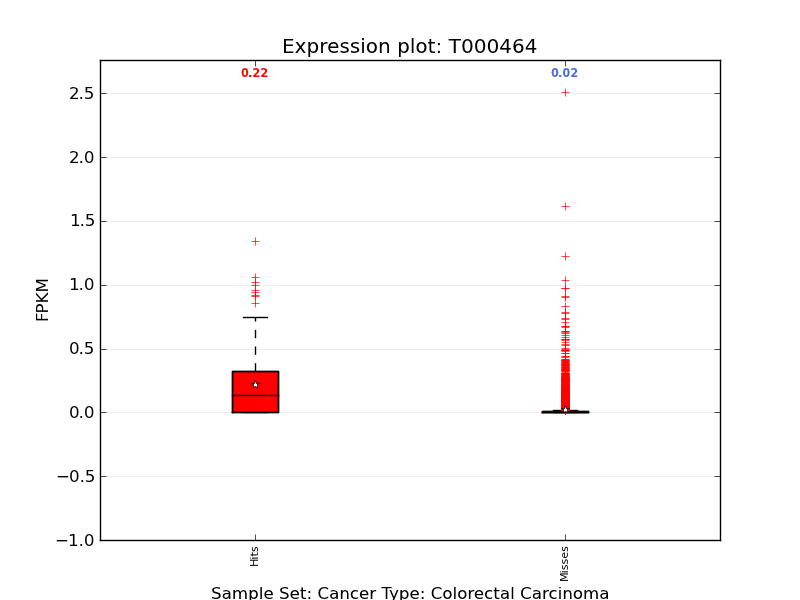 Expression plot: T000464
0.22
0.02
2.5
2.0
1.5
1.0
0.5
0.0
−0.5
−1.0
FPKM
Hits
Misses
Sample Set: Cancer Type: Colorectal Carcinoma